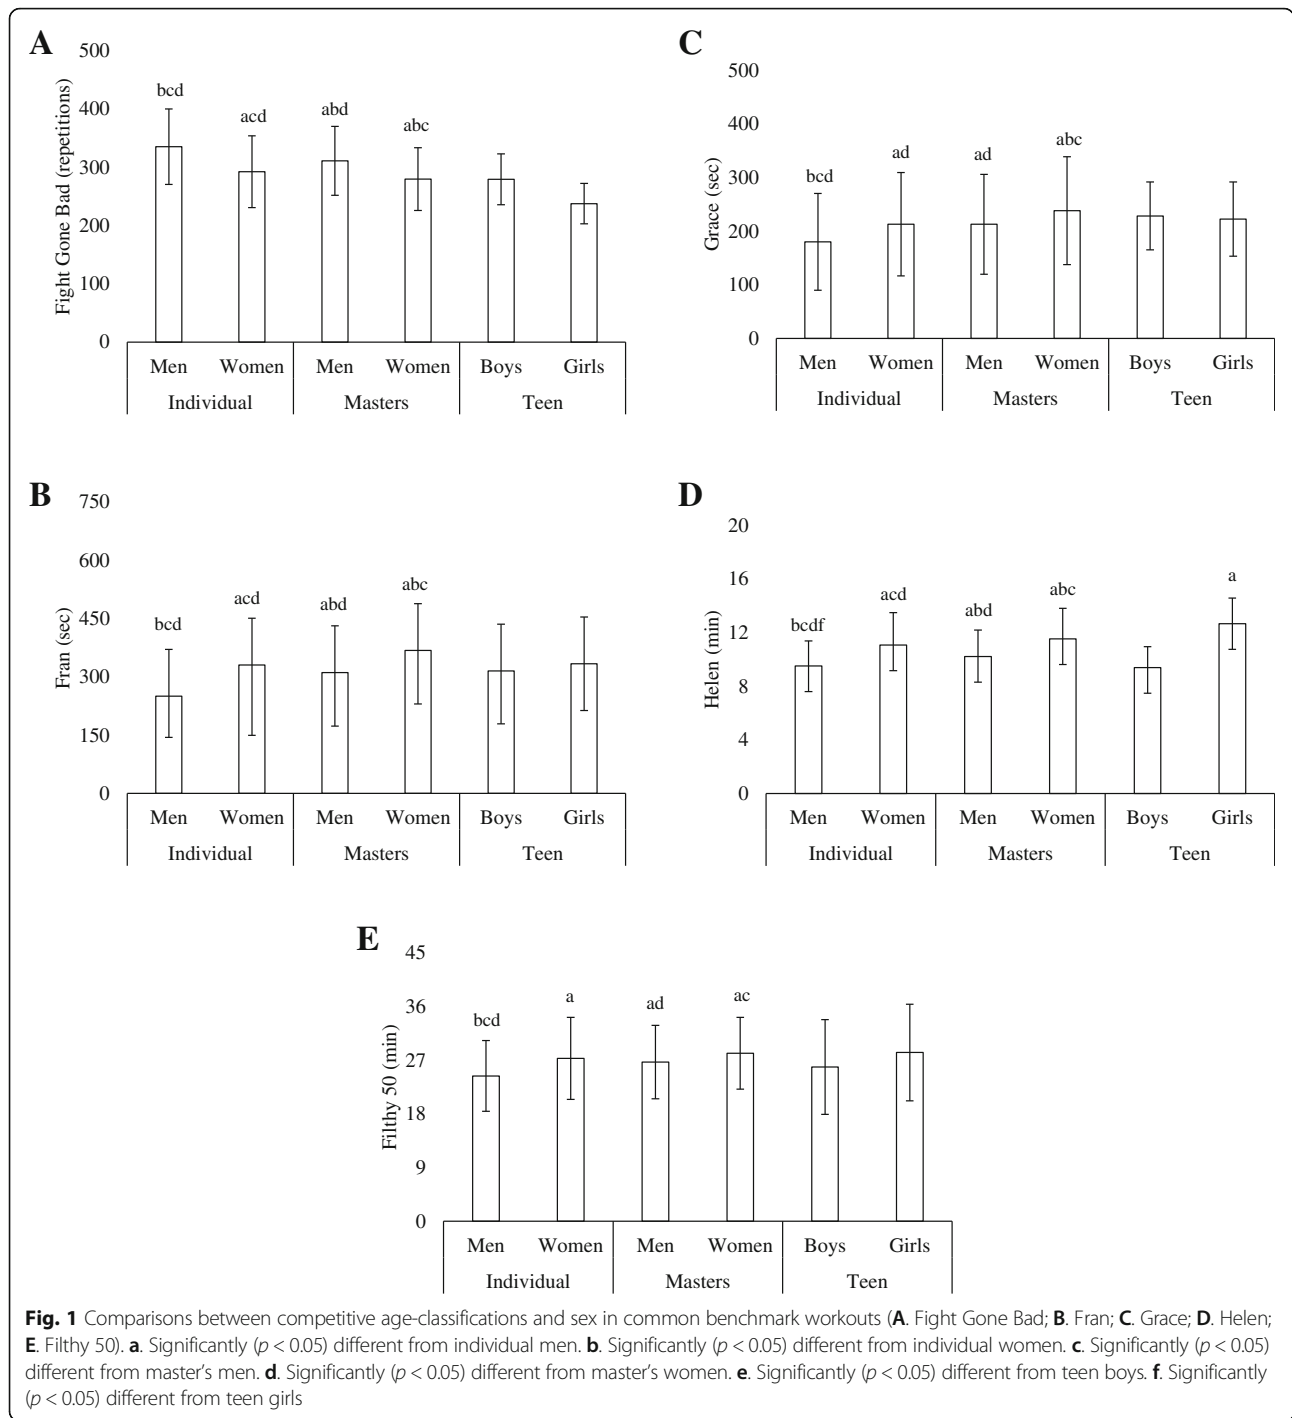 A
500
400
300
200
100
0
Fight Gone Bad (repetitions)
bcd
acd
abd
abc
Men Women Men Women Boys Girls
Individual Masters Teen
C
500
400
300
200
100
0
Grace (sec)
bcd
ad
ad
abc
Men Women Men Women Boys Girls
Individual Masters Teen
B
750
600
450
300
150
0
Fran (sec)
bcd
acd
abd
abc
Men Women Men Women Boys Girls
Individual Masters Teen
D
20
16
12
8
4
0
Helen (min)
bcdf
acd
abd
abc
a
Men Women Men Women Boys Girls
Individual Masters Teen
E
45
36
27
18
9
0
Filthy 50 (min)
bcd
a
ad
ac
Men Women Men Women Boys Girls
Individual Masters Teen
Fig. 1 Comparisons between competitive age-classifications and sex in common benchmark workouts (A. Fight Gone Bad; B. Fran; C. Grace; D. Helen;
E. Filthy 50). a. Significantly (p < 0.05) different from individual men. b. Significantly (p < 0.05) different from individual women. c. Significantly (p < 0.05)
different from master's men. d. Significantly (p < 0.05) different from master's women. e. Significantly (p < 0.05) different from teen boys. f. Significantly
(p < 0.05) different from teen girls